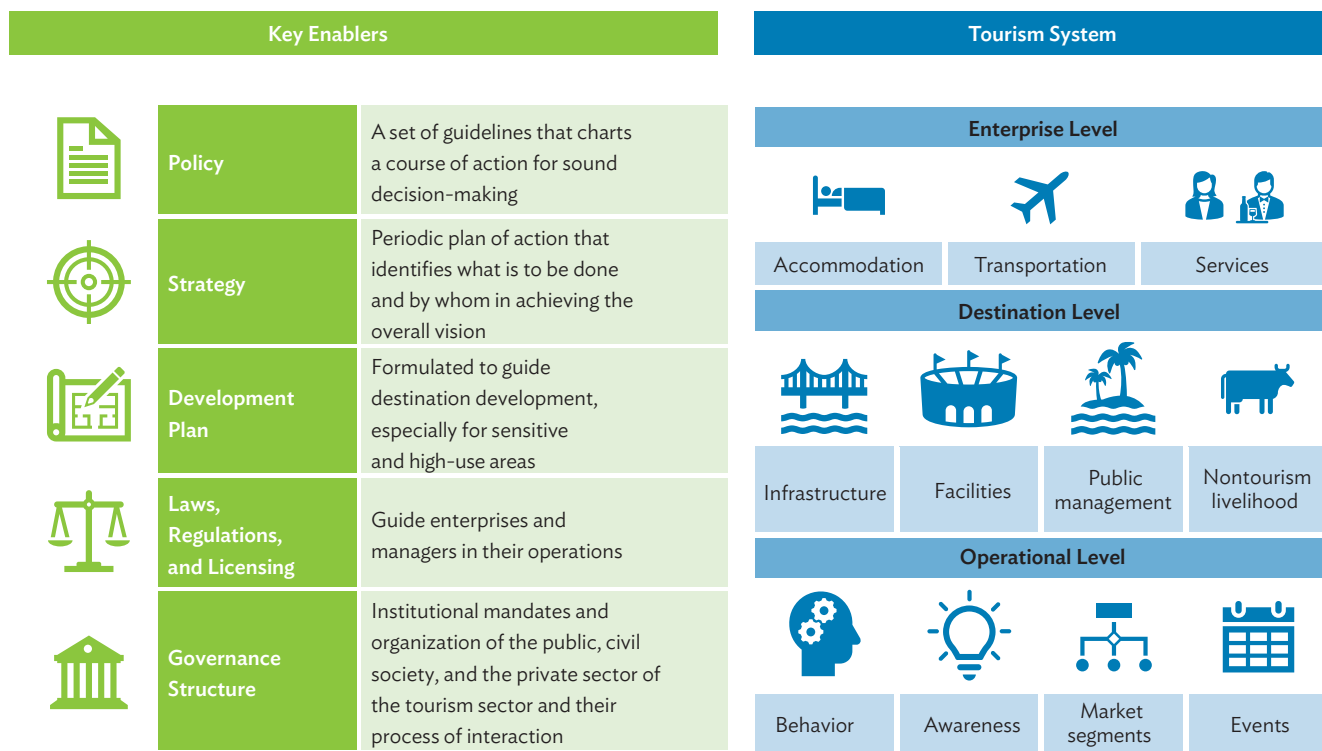 Key Enablers
Policy
A set of guidelines that charts
a course of action for sound
decision-making
Strategy
Periodic plan of action that
identifies what is to be done
and by whom in achieving the
overall vision
Development
Plan
Formulated to guide
destination development,
especially for sensitive
and high-use areas
Laws,
Regulations,
and Licensing
Guide enterprises and
managers in their operations
Governance
Structure
Institutional mandates and
organization of the public, civil
society, and the private sector of
the tourism sector and their
process of interaction
Tourism System
Enterprise Level
Accommodation
Transportation
Services
Destination Level
Infrastructure
Facilities
Public
management
Nontourism
livelihood
Operational Level
Behavior
Awareness
Market
segments
Events